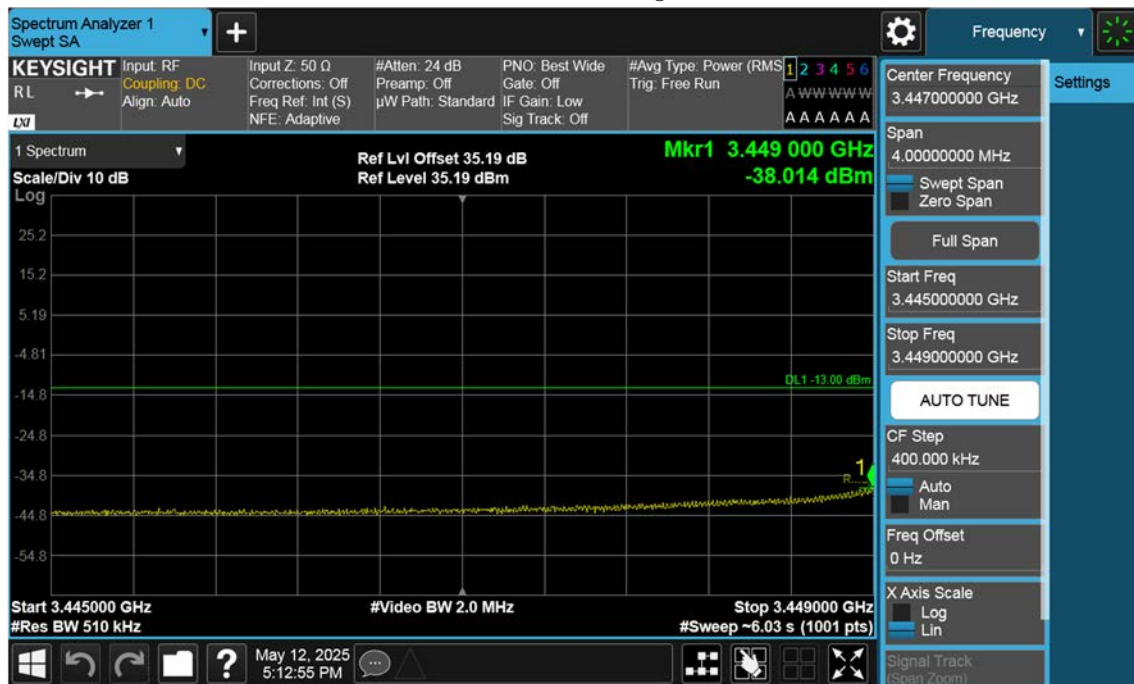 Spectrum Analyzer 1
Swept SA
+
Frequency
KEYSIGHT
RL
LXI
Input: RF
Coupling: DC
Align: Auto
Input Z: 50 Ω
Corrections: Off
Freq Ref: Int (S)
NFE: Adaptive
#Atten: 24 dB
Preamp: Off
µW Path: Standard
PNO: Best Wide
Gate: Off
IF Gain: Low
Sig Track: Off
#Avg Type: Power (RMS
Trig: Free Run
1 2 3 4 5 6
A W W W W W
A A A A A A
Center Frequency
3.447000000 GHz
Settings
1 Spectrum
Scale/Div 10 dB
Ref Lvl Offset 35.19 dB
Ref Level 35.19 dBm
Mkr1 3.449 000 GHz
-38.014 dBm
Span
4.00000000 MHz
Swept Span
Zero Span
Full Span
Start Freq
3.445000000 GHz
Stop Freq
3.449000000 GHz
AUTO TUNE
CF Step
400.000 kHz
Auto
Man
Freq Offset
0 Hz
X Axis Scale
Log
Lin
Signal Track
(Span Zoom)
Log
25.2
15.2
5.19
-4.81
-14.8
-24.8
-34.8
-44.8
-54.8
DL1 -13.00 dBm
1
Start 3.445000 GHz
#Res BW 510 kHz
#Video BW 2.0 MHz
Stop 3.449000 GHz
#Sweep ~6.03 s (1001 pts)
?
May 12, 2025
5:12:55 PM